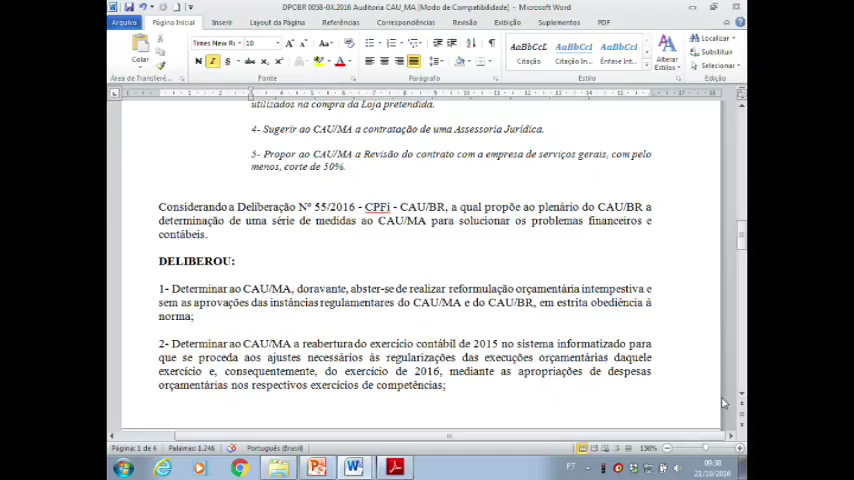 DPOBR 0058-0X.2016 Auditoria CAU_MA [Modo de Compatibilidade] - Microsoft Word
Arquivo Página Inicial Inserir Layout da Página Referências Correspondências Revisão Exibição Suplementos PDF
Times New R 10
AaBbCcL AaBbCcI AaBbCcI
Localizar
Substituir
Selecionar
Colar
Citação Citação In... Ênfase Int...
Alterar Estilos
Área de Transferê... Fonte Parágrafo Estilo Edição
utilizados na compra da Loja pretendida.
4- Sugerir ao CAU/MA a contratação de uma Assessoria Jurídica.
5- Propor ao CAU/MA a Revisão do contrato com a empresa de serviços gerais, com pelo
menos, corte de 50%.
Considerando a Deliberação Nº 55/2016 - CPFi - CAU/BR, a qual propõe ao plenário do CAU/BR a
determinação de uma série de medidas ao CAU/MA para solucionar os problemas financeiros e
contábeis.
DELIBEROU:
1- Determinar ao CAU/MA, doravante, abster-se de realizar reformulação orçamentária intempestiva e
sem as aprovações das instâncias regulamentares do CAU/MA e do CAU/BR, em estrita obediência à
norma;
2- Determinar ao CAU/MA a reabertura do exercício contábil de 2015 no sistema informatizado para
que se proceda aos ajustes necessários às regularizações das execuções orçamentárias daquele
exercício e, consequentemente, do exercício de 2016, mediante as apropriações de despesas
orçamentárias nos respectivos exercícios de competências;
Página: 1 de 4 Palavras: 1.246 Português (Brasil) 130%
PT 09:38
21/10/2016